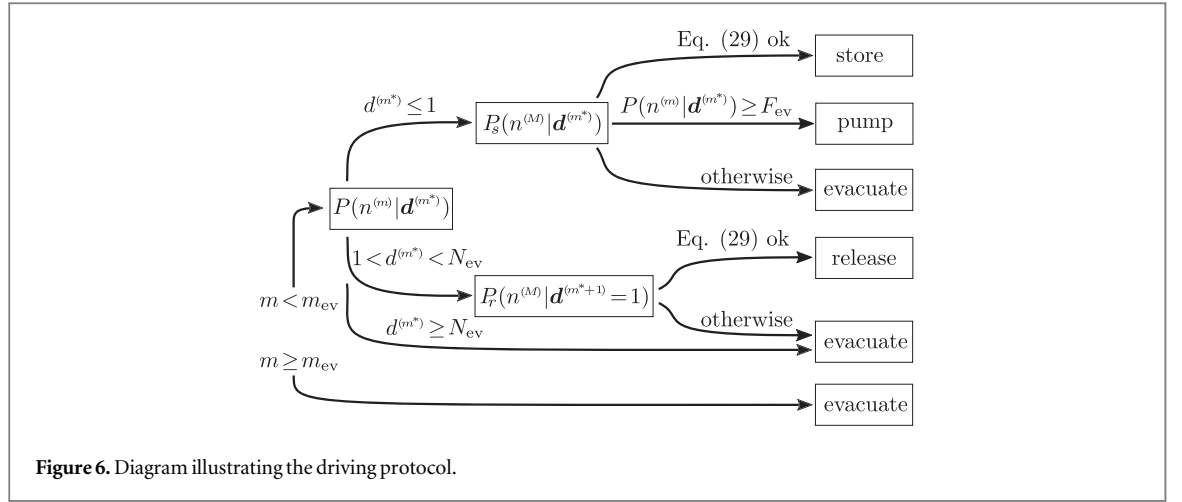 Eq. (29) ok
store
d^(m*) ≤ 1
P_s(n^(M)|d^(m*))
P(n^(m)|d^(m*)) ≥ F_ev
pump
otherwise
evacuate
P(n^(m)|d^(m*))
Eq. (29) ok
release
1 < d^(m*) < N_ev
P_r(n^(M)|d^(m*+1) = 1)
m < m_ev
otherwise
d^(m*) ≥ N_ev
evacuate
m ≥ m_ev
evacuate
Figure 6. Diagram illustrating the driving protocol.